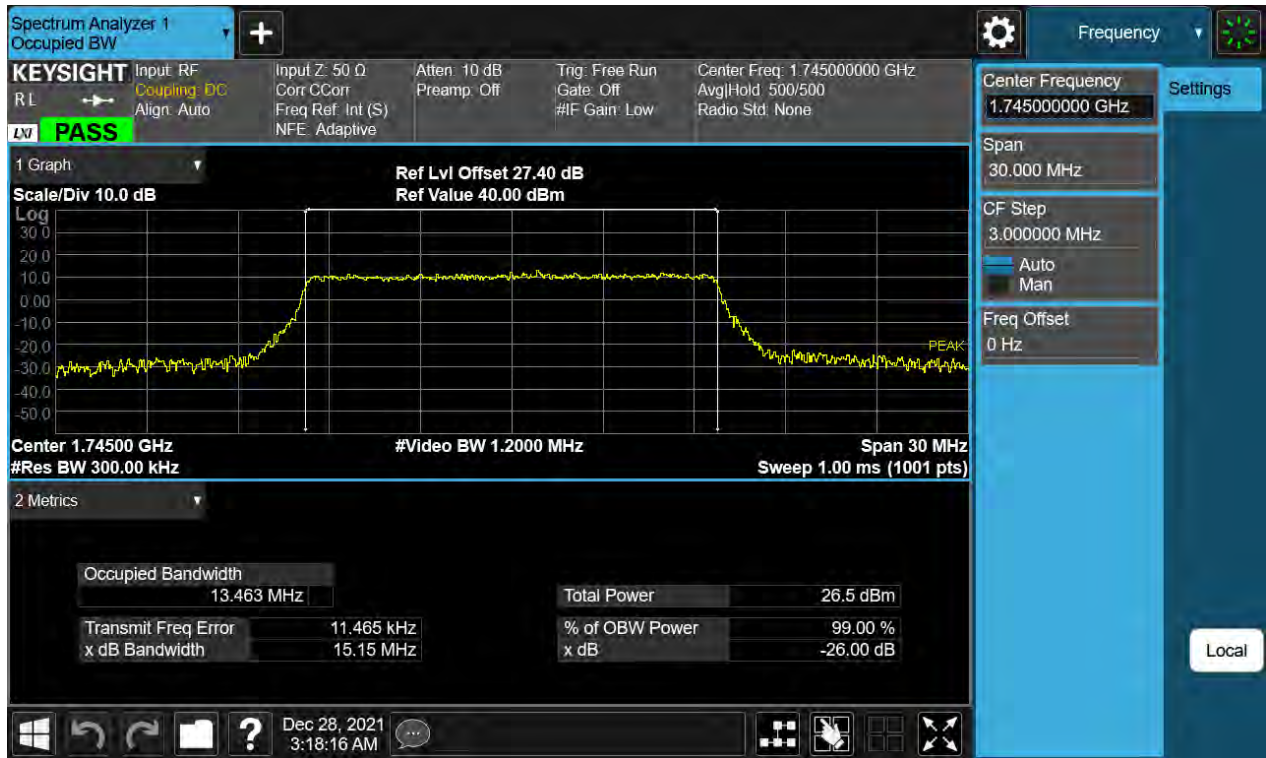 Spectrum Analyzer 1
Occupied BW
+
Frequency
KEYSIGHT
RL
LXI PASS
Input: RF
Coupling: DC
Align: Auto
Input Z: 50 Ω
Corr CCorr
Freq Ref: Int (S)
NFE: Adaptive
Atten: 10 dB
Preamp: Off
Trig: Free Run
Gate: Off
#IF Gain: Low
Center Freq: 1.745000000 GHz
Avg|Hold: 500/500
Radio Std: None
Center Frequency
1.745000000 GHz
Settings
Span
30.000 MHz
CF Step
3.000000 MHz
Auto
Man
Freq Offset
0 Hz
1 Graph
Ref Lvl Offset 27.40 dB
Scale/Div 10.0 dB
Ref Value 40.00 dBm
Log
30.0
20.0
10.0
0.00
-10.0
-20.0
-30.0
-40.0
-50.0
PEAK
Center 1.74500 GHz
#Video BW 1.2000 MHz
Span 30 MHz
#Res BW 300.00 kHz
Sweep 1.00 ms (1001 pts)
2 Metrics
Occupied Bandwidth
13.463 MHz
Total Power 26.5 dBm
Transmit Freq Error 11.465 kHz
% of OBW Power 99.00 %
x dB Bandwidth 15.15 MHz
x dB -26.00 dB
Local
?
Dec 28, 2021
3:18:16 AM